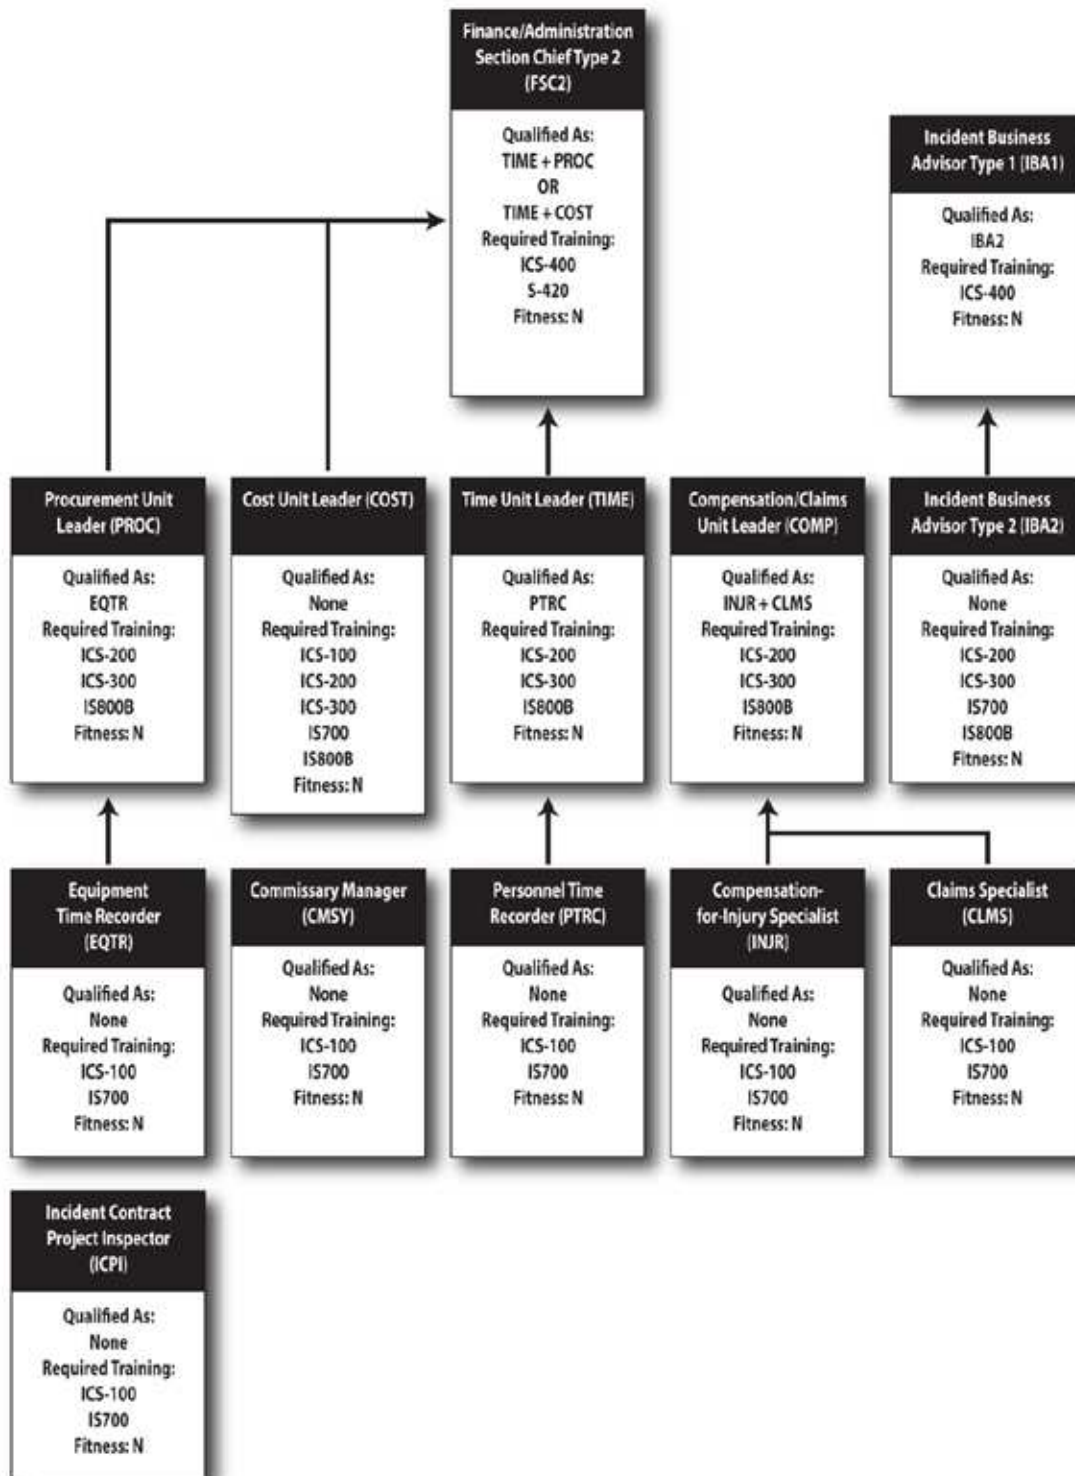 Finance/Administration
Section Chief Type 2
(FSC2)
Qualified As:
TIME + PROC
OR
TIME + COST
Required Training:
ICS-400
S-420
Fitness: N
Incident Business
Advisor Type 1 (IBA1)
Qualified As:
IBA2
Required Training:
ICS-400
Fitness: N
Procurement Unit
Leader (PROC)
Qualified As:
EQTR
Required Training:
ICS-200
ICS-300
IS800B
Fitness: N
Cost Unit Leader (COST)
Qualified As:
None
Required Training:
ICS-100
ICS-200
ICS-300
IS700
IS800B
Fitness: N
Time Unit Leader (TIME)
Qualified As:
PTRC
Required Training:
ICS-200
ICS-300
IS800B
Fitness: N
Compensation/Claims
Unit Leader (COMP)
Qualified As:
INJR + CLMS
Required Training:
ICS-200
ICS-300
IS800B
Fitness: N
Incident Business
Advisor Type 2 (IBA2)
Qualified As:
None
Required Training:
ICS-200
ICS-300
IS700
IS800B
Fitness: N
Equipment
Time Recorder
(EQTR)
Qualified As:
None
Required Training:
ICS-100
IS700
Fitness: N
Commissary Manager
(CMSY)
Qualified As:
None
Required Training:
ICS-100
IS700
Fitness: N
Personnel Time
Recorder (PTRC)
Qualified As:
None
Required Training:
ICS-100
IS700
Fitness: N
Compensation-
for-Injury Specialist
(INJR)
Qualified As:
None
Required Training:
ICS-100
IS700
Fitness: N
Claims Specialist
(CLMS)
Qualified As:
None
Required Training:
ICS-100
IS700
Fitness: N
Incident Contract
Project Inspector
(ICPI)
Qualified As:
None
Required Training:
ICS-100
IS700
Fitness: N